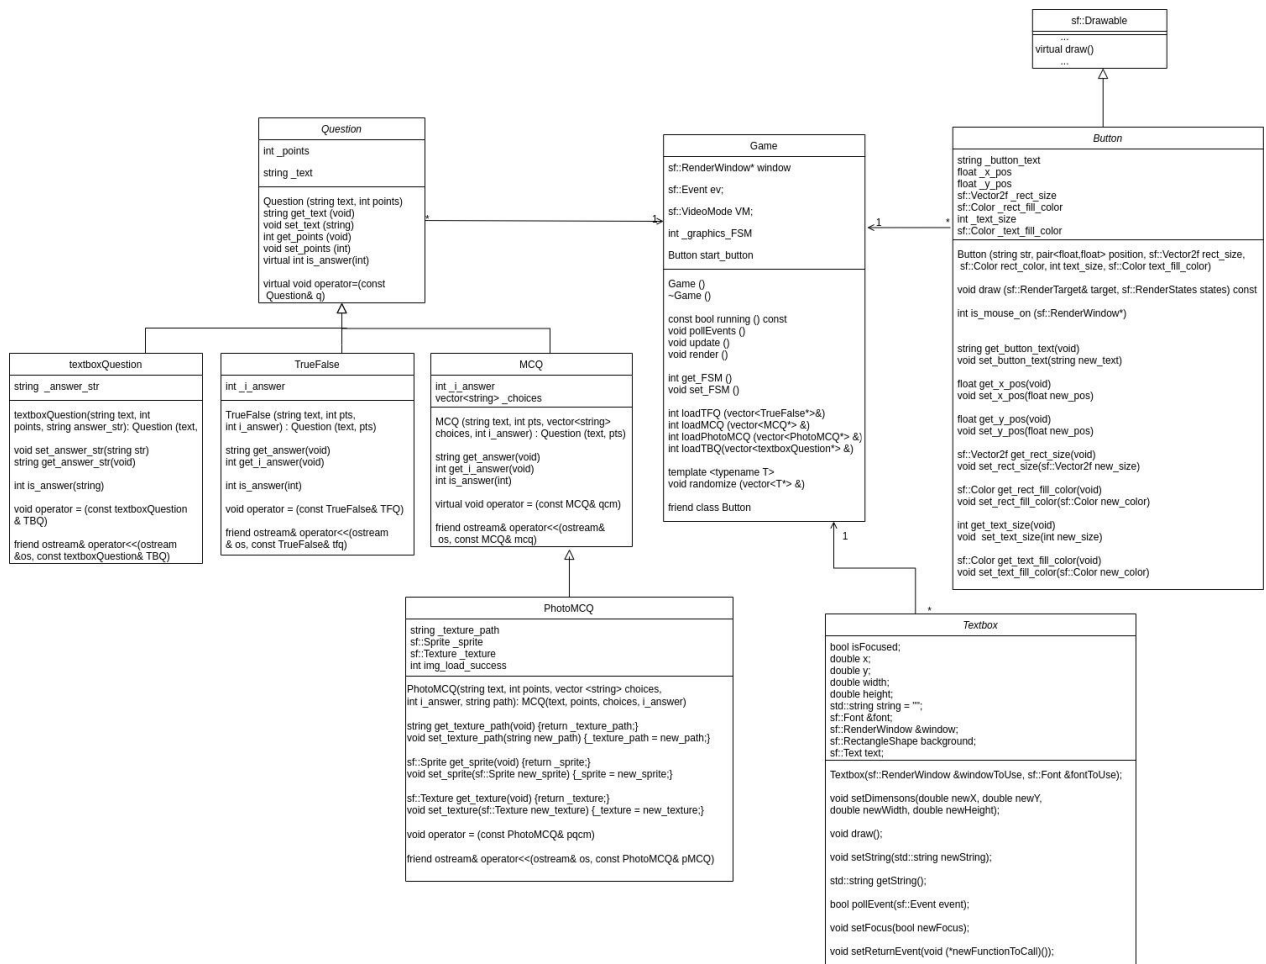 sf::Drawable
...
virtual draw()
...
Question
int _points
string _text
Question (string text, int points)
string get_text (void)
void set_text (string)
int get_points (void)
void set_points (int)
virtual int is_answer(int)
virtual void operator=(const
Question& q)
*
1
Game
sf::RenderWindow* window
sf::Event ev;
sf::VideoMode VM;
int _graphics_FSM
Button start_button
Game ()
~Game ()
const bool running () const
void pollEvents ()
void update ()
void render ()
int get_FSM ()
void set_FSM ()
int loadTFQ (vector<TrueFalse*>&)
int loadMCQ (vector<MCQ*> &)
int loadPhotoMCQ (vector<PhotoMCQ*> &)
int loadTBQ(vector<textboxQuestion*> &)
template <typename T>
void randomize (vector<T*> &)
friend class Button
1
*
Button
string _button_text
float _x_pos
float _y_pos
sf::Vector2f _rect_size
sf::Color _rect_fill_color
int _text_size
sf::Color _text_fill_color
Button (string str, pair<float,float> position, sf::Vector2f rect_size,
sf::Color rect_color, int text_size, sf::Color text_fill_color)
void draw (sf::RenderTarget& target, sf::RenderStates states) const
int is_mouse_on (sf::RenderWindow*)
string get_button_text(void)
void set_button_text(string new_text)
float get_x_pos(void)
void set_x_pos(float new_pos)
float get_y_pos(void)
void set_y_pos(float new_pos)
sf::Vector2f get_rect_size(void)
void set_rect_size(sf::Vector2f new_size)
sf::Color get_rect_fill_color(void)
void set_rect_fill_color(sf::Color new_color)
int get_text_size(void)
void set_text_size(int new_size)
sf::Color get_text_fill_color(void)
void set_text_fill_color(sf::Color new_color)
textboxQuestion
string _answer_str
textboxQuestion(string text, int
points, string answer_str): Question (text,
void set_answer_str(string str)
string get_answer_str(void)
int is_answer(string)
void operator = (const textboxQuestion
& TBQ)
friend ostream& operator<<(ostream
&os, const textboxQuestion& TBQ)
TrueFalse
int _i_answer
TrueFalse (string text, int pts,
int i_answer) : Question (text, pts)
string get_answer(void)
int get_i_answer(void)
int is_answer(int)
void operator = (const TrueFalse& TFQ)
friend ostream& operator<<(ostream
& os, const TrueFalse& tfq)
MCQ
int _i_answer
vector<string> _choices
MCQ (string text, int pts, vector<string>
choices, int i_answer) : Question (text, pts)
string get_answer(void)
int get_i_answer(void)
int is_answer(int)
virtual void operator = (const MCQ& qcm)
friend ostream& operator<<(ostream&
os, const MCQ& mcq)
PhotoMCQ
string _texture_path
sf::Sprite _sprite
sf::Texture _texture
int img_load_success
PhotoMCQ(string text, int points, vector <string> choices,
int i_answer, string path): MCQ(text, points, choices, i_answer)
string get_texture_path(void) {return _texture_path;}
void set_texture_path(string new_path) {_texture_path = new_path;}
sf::Sprite get_sprite(void) {return _sprite;}
void set_sprite(sf::Sprite new_sprite) {_sprite = new_sprite;}
sf::Texture get_texture(void) {return _texture;}
void set_texture(sf::Texture new_texture) {_texture = new_texture;}
void operator = (const PhotoMCQ& pqcm)
friend ostream& operator<<(ostream& os, const PhotoMCQ& pMCQ)
1
*
Textbox
bool isFocused;
double x;
double y;
double width;
double height;
std::string string = "";
sf::Font &font;
sf::RenderWindow &window;
sf::RectangleShape background;
sf::Text text;
Textbox(sf::RenderWindow &windowToUse, sf::Font &fontToUse);
void setDimensons(double newX, double newY,
double newWidth, double newHeight);
void draw();
void setString(std::string newString);
std::string getString();
bool pollEvent(sf::Event event);
void setFocus(bool newFocus);
void setReturnEvent(void (*newFunctionToCall)());